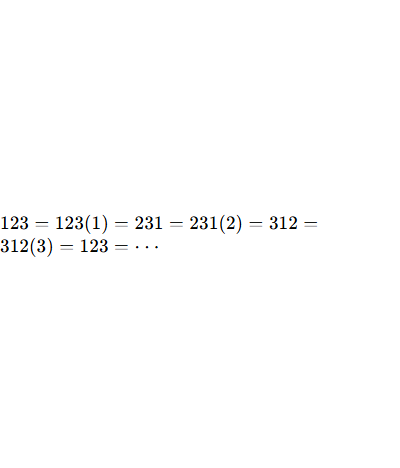 123 = 123(1) = 231 = 231(2) = 312 =
312(3) = 123 = ⋯